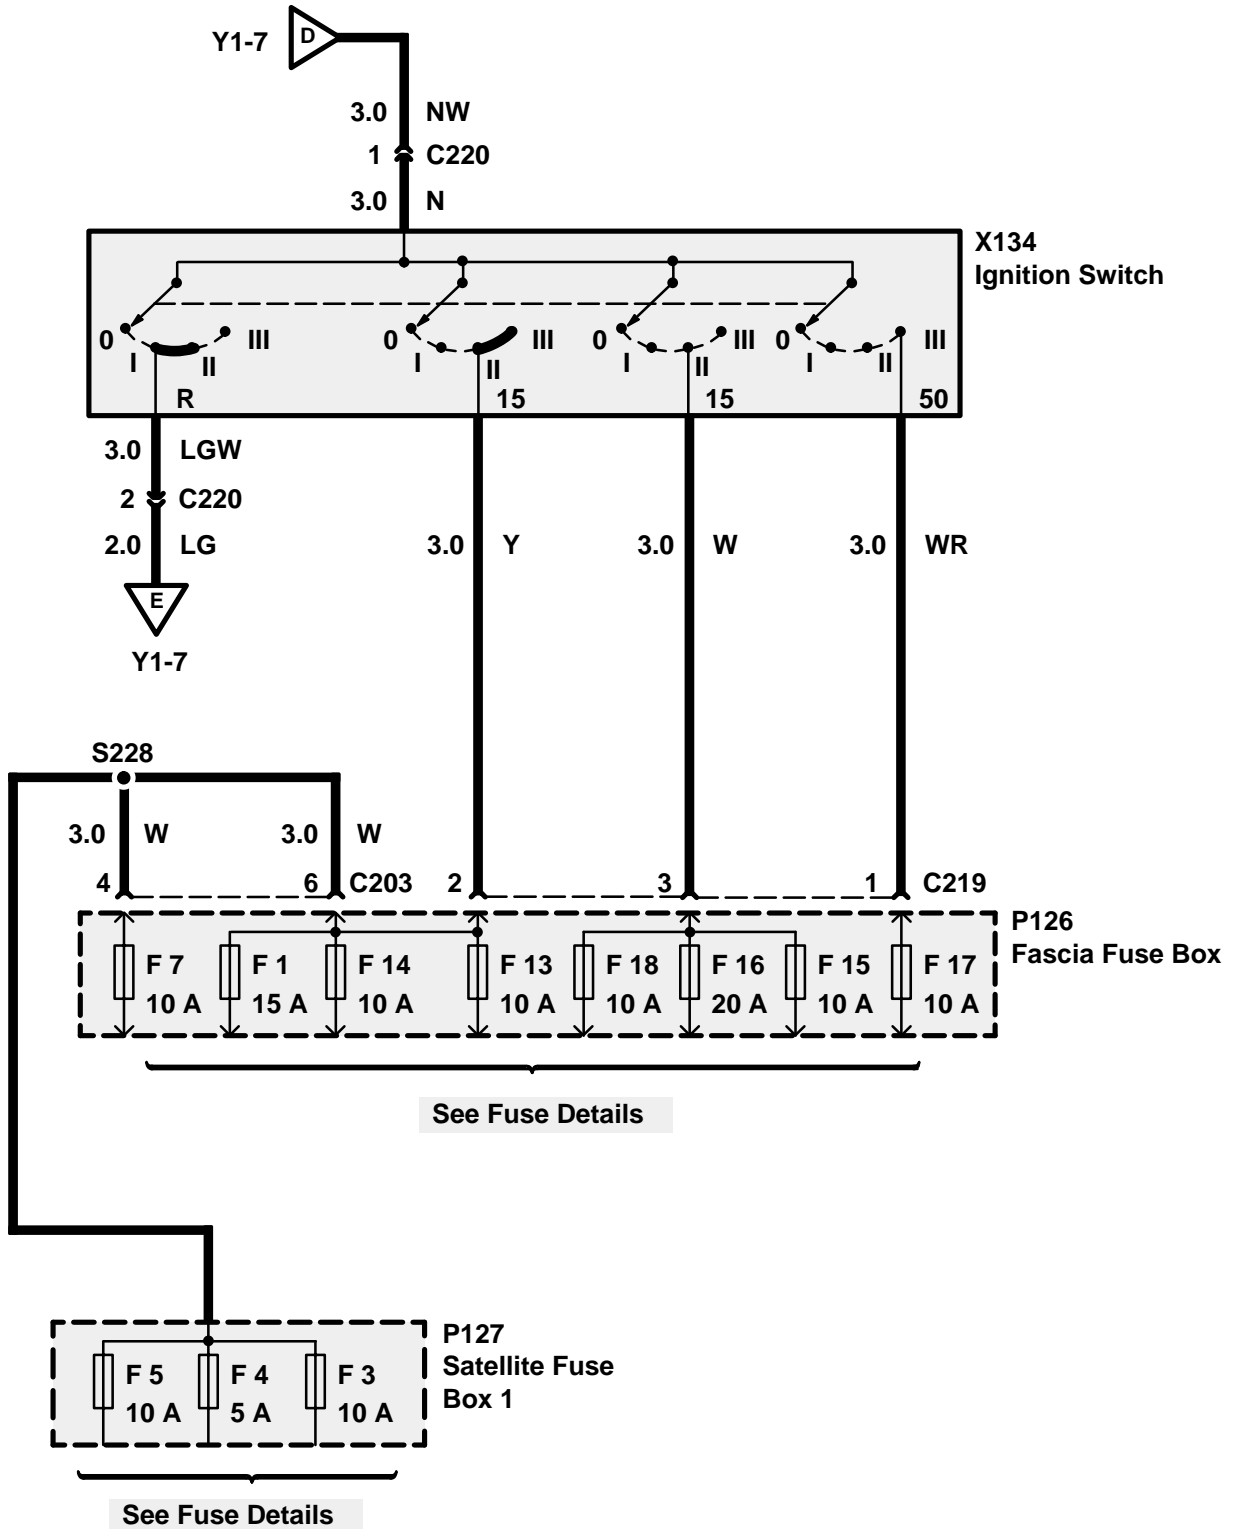 Y1-7 D
3.0 NW
1 C220
3.0 N
X134
Ignition Switch
0 I II III
0 I II III
0 I II III
0 I II III
R 15 15 50
3.0 LGW
2 C220
2.0 LG
3.0 Y
3.0 W
3.0 WR
E
Y1-7
S228
3.0 W
3.0 W
4 6 C203 2 3 1 C219
P126
Fascia Fuse Box
F 7 F 1 F 14 F 13 F 18 F 16 F 15 F 17
10 A 15 A 10 A 10 A 10 A 20 A 10 A 10 A
See Fuse Details
P127
Satellite Fuse
Box 1
F 5 F 4 F 3
10 A 5 A 10 A
See Fuse Details